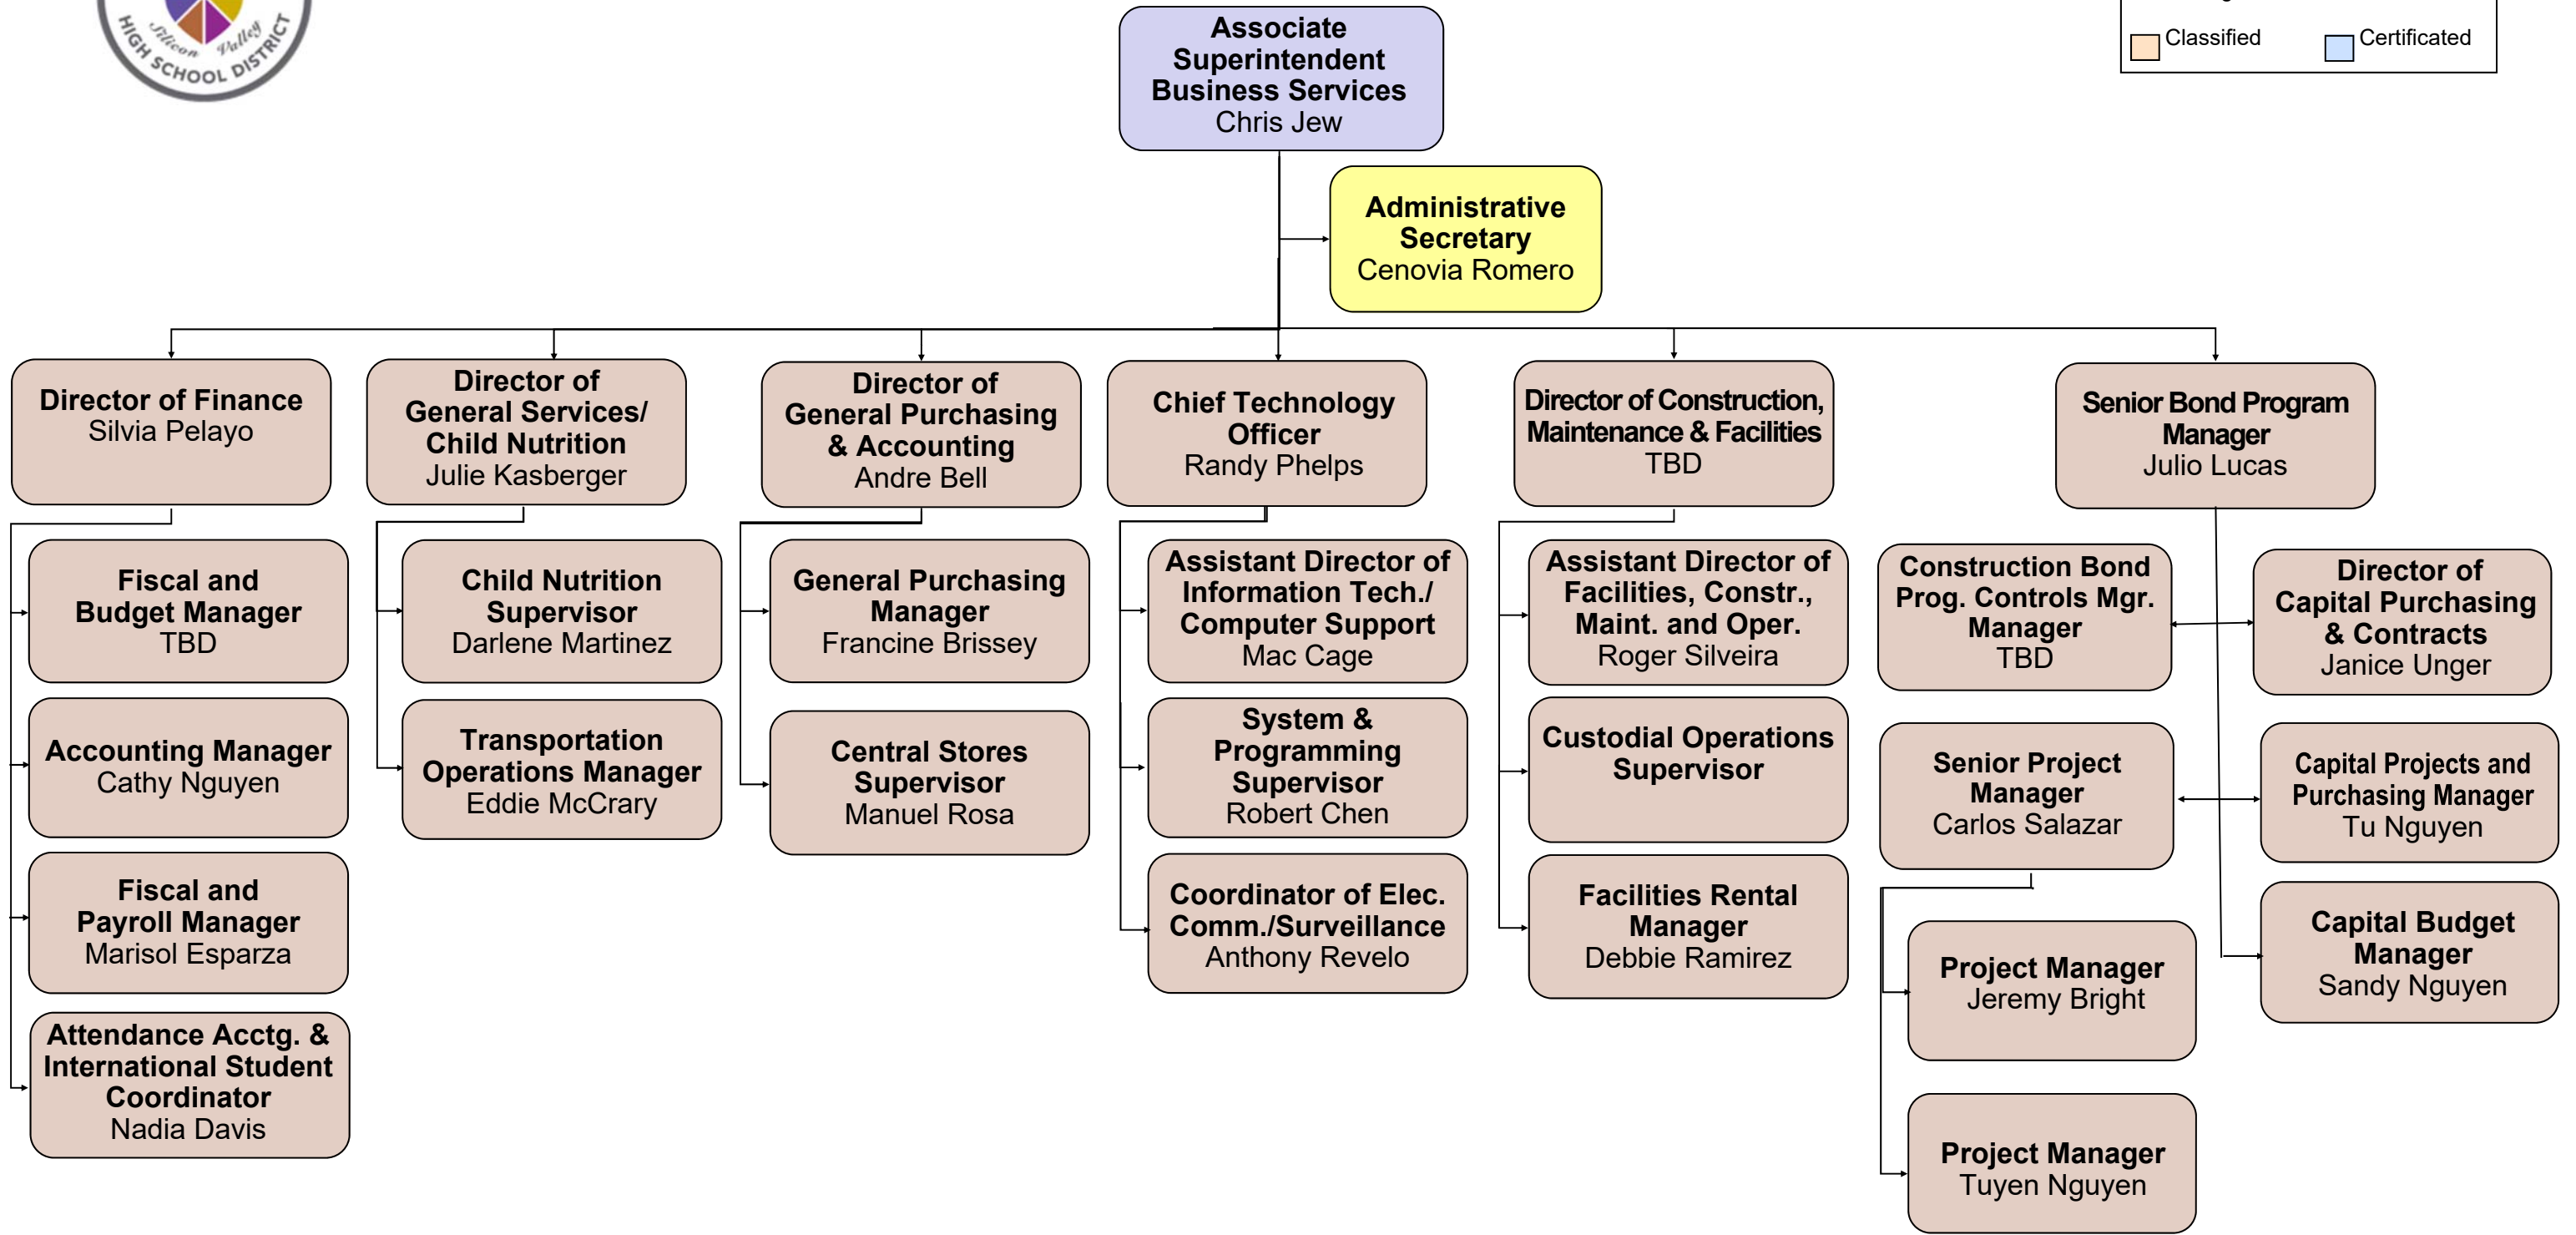 Silicon Valley
HIGH SCHOOL DISTRICT
Classified
Certificated
Associate
Superintendent
Business Services
Chris Jew
Administrative
Secretary
Cenovia Romero
Director of Finance
Silvia Pelayo
Director of
General Services/
Child Nutrition
Julie Kasberger
Director of
General Purchasing
& Accounting
Andre Bell
Chief Technology
Officer
Randy Phelps
Director of Construction,
Maintenance & Facilities
TBD
Senior Bond Program
Manager
Julio Lucas
Fiscal and
Budget Manager
TBD
Child Nutrition
Supervisor
Darlene Martinez
General Purchasing
Manager
Francine Brissey
Assistant Director of
Information Tech./
Computer Support
Mac Cage
Assistant Director of
Facilities, Constr.,
Maint. and Oper.
Roger Silveira
Construction Bond
Prog. Controls Mgr.
Manager
TBD
Director of
Capital Purchasing
& Contracts
Janice Unger
Accounting Manager
Cathy Nguyen
Transportation
Operations Manager
Eddie McCrary
Central Stores
Supervisor
Manuel Rosa
System &
Programming
Supervisor
Robert Chen
Custodial Operations
Supervisor
Senior Project
Manager
Carlos Salazar
Capital Projects and
Purchasing Manager
Tu Nguyen
Fiscal and
Payroll Manager
Marisol Esparza
Coordinator of Elec.
Comm./Surveillance
Anthony Revelo
Facilities Rental
Manager
Debbie Ramirez
Project Manager
Jeremy Bright
Capital Budget
Manager
Sandy Nguyen
Attendance Acctg. &
International Student
Coordinator
Nadia Davis
Project Manager
Tuyen Nguyen